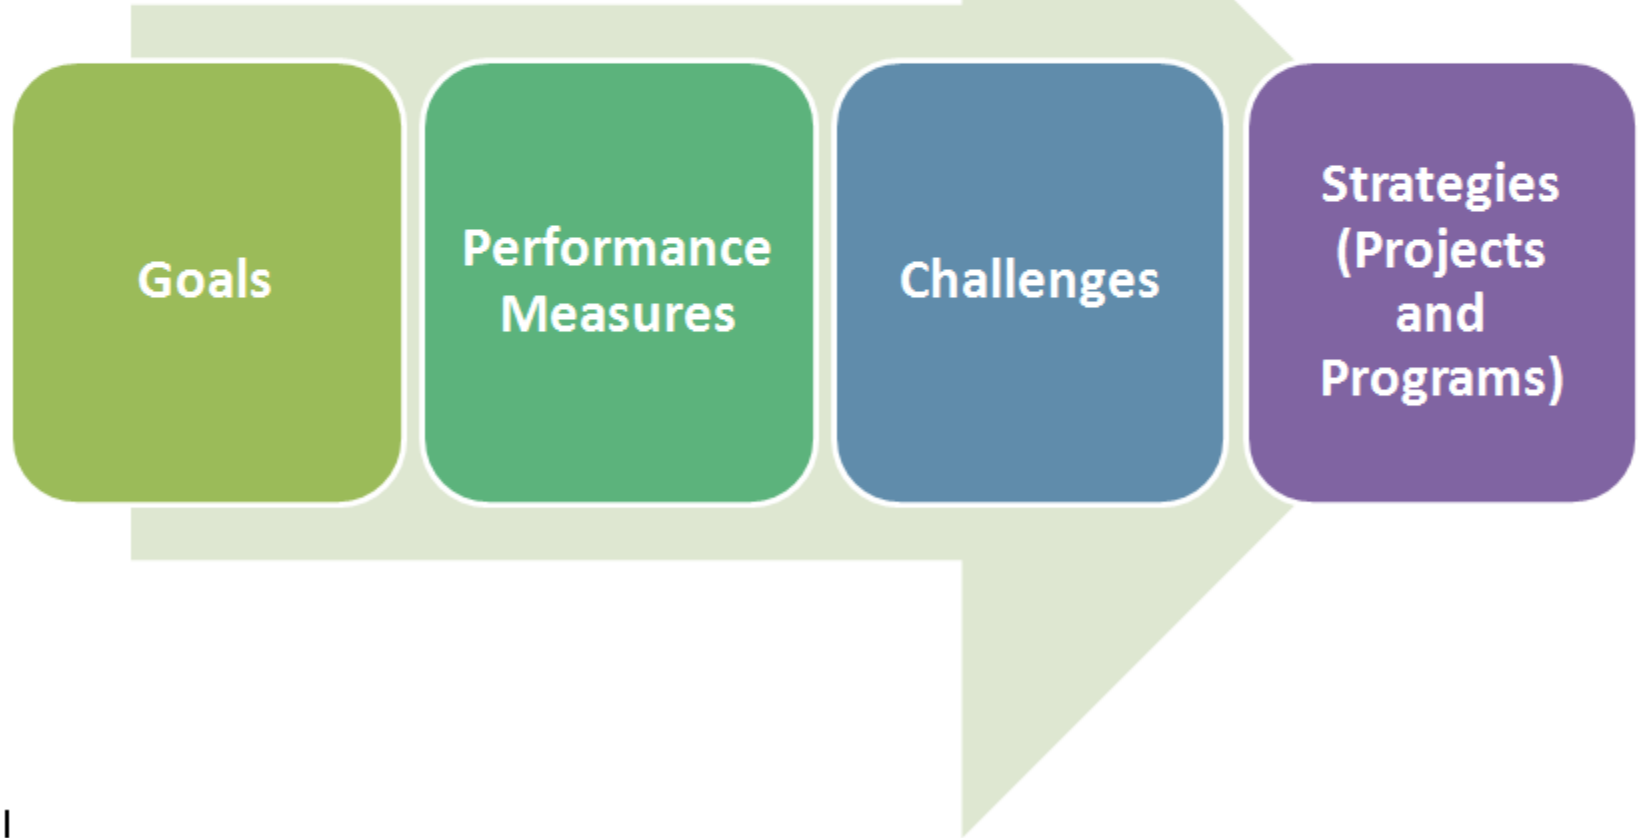 Goals
Performance
Measures
Challenges
Strategies
(Projects
and
Programs)